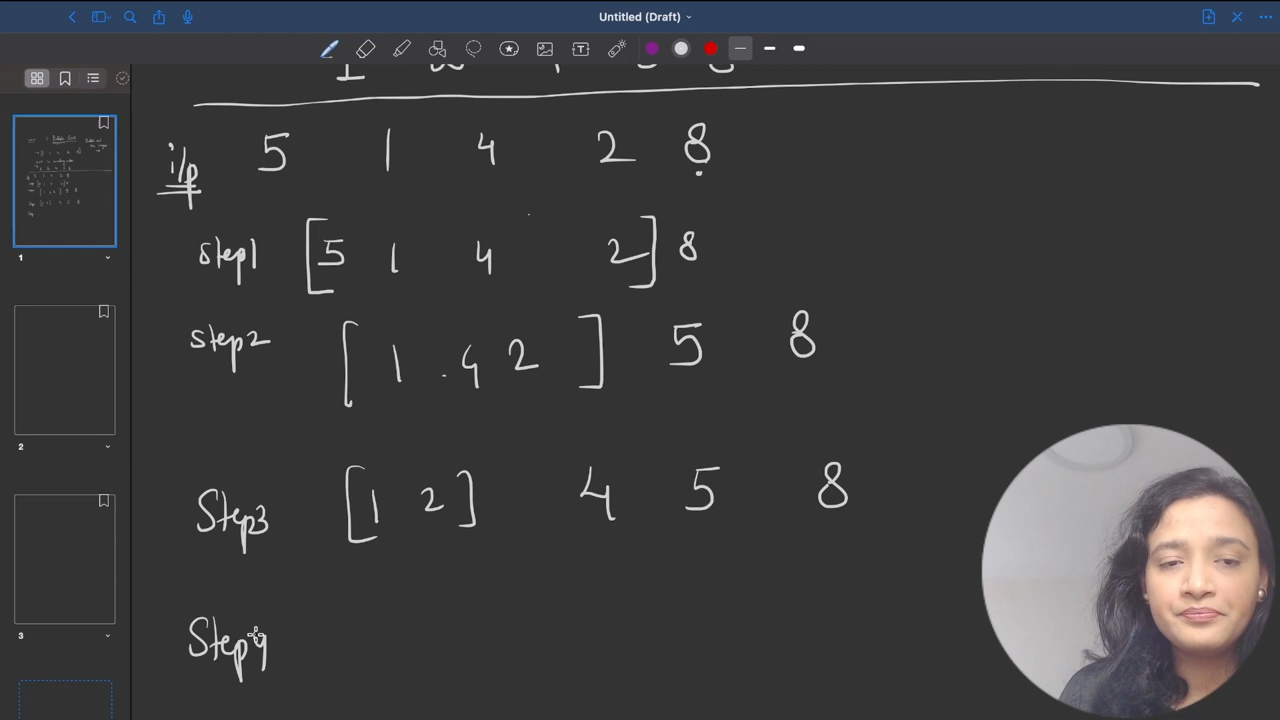 Untitled (Draft)
i/p 5 1 4 2 8
step1 [5 1 4 2] 8
step2 [1 . 4 2 ] 5 8
Step3 [1 2] 4 5 8
Step4
1
2
3